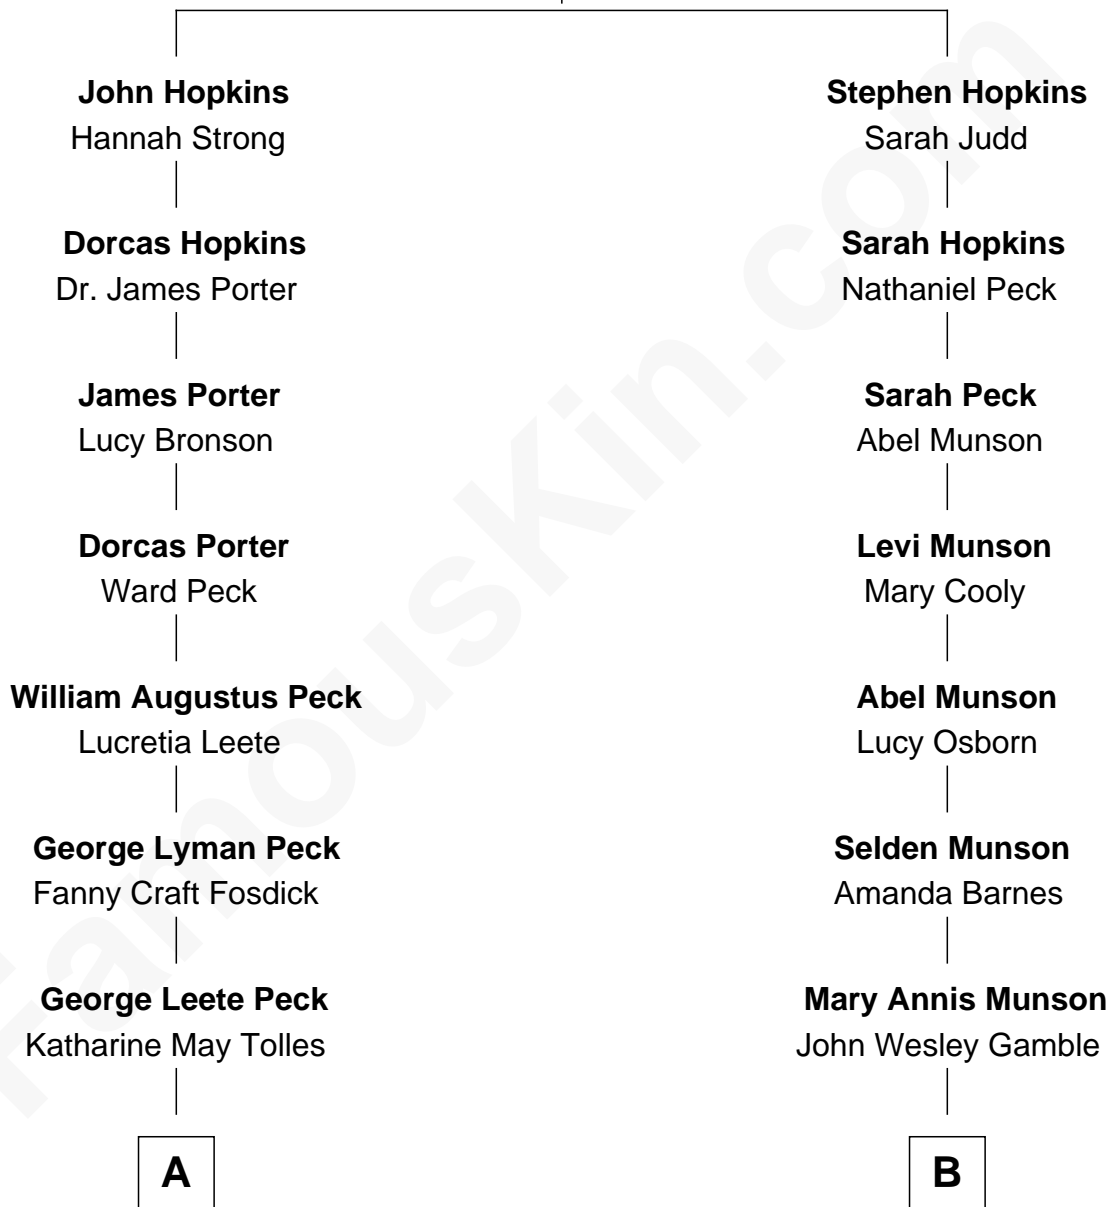 John Hopkins
Hannah Strong
Dorcas Hopkins
Dr. James Porter
James Porter
Lucy Bronson
Dorcas Porter
Ward Peck
William Augustus Peck
Lucretia Leete
George Lyman Peck
Fanny Craft Fosdick
George Leete Peck
Katharine May Tolles
A
Stephen Hopkins
Sarah Judd
Sarah Hopkins
Nathaniel Peck
Sarah Peck
Abel Munson
Levi Munson
Mary Cooly
Abel Munson
Lucy Osborn
Selden Munson
Amanda Barnes
Mary Annis Munson
John Wesley Gamble
B
FamousKin.com